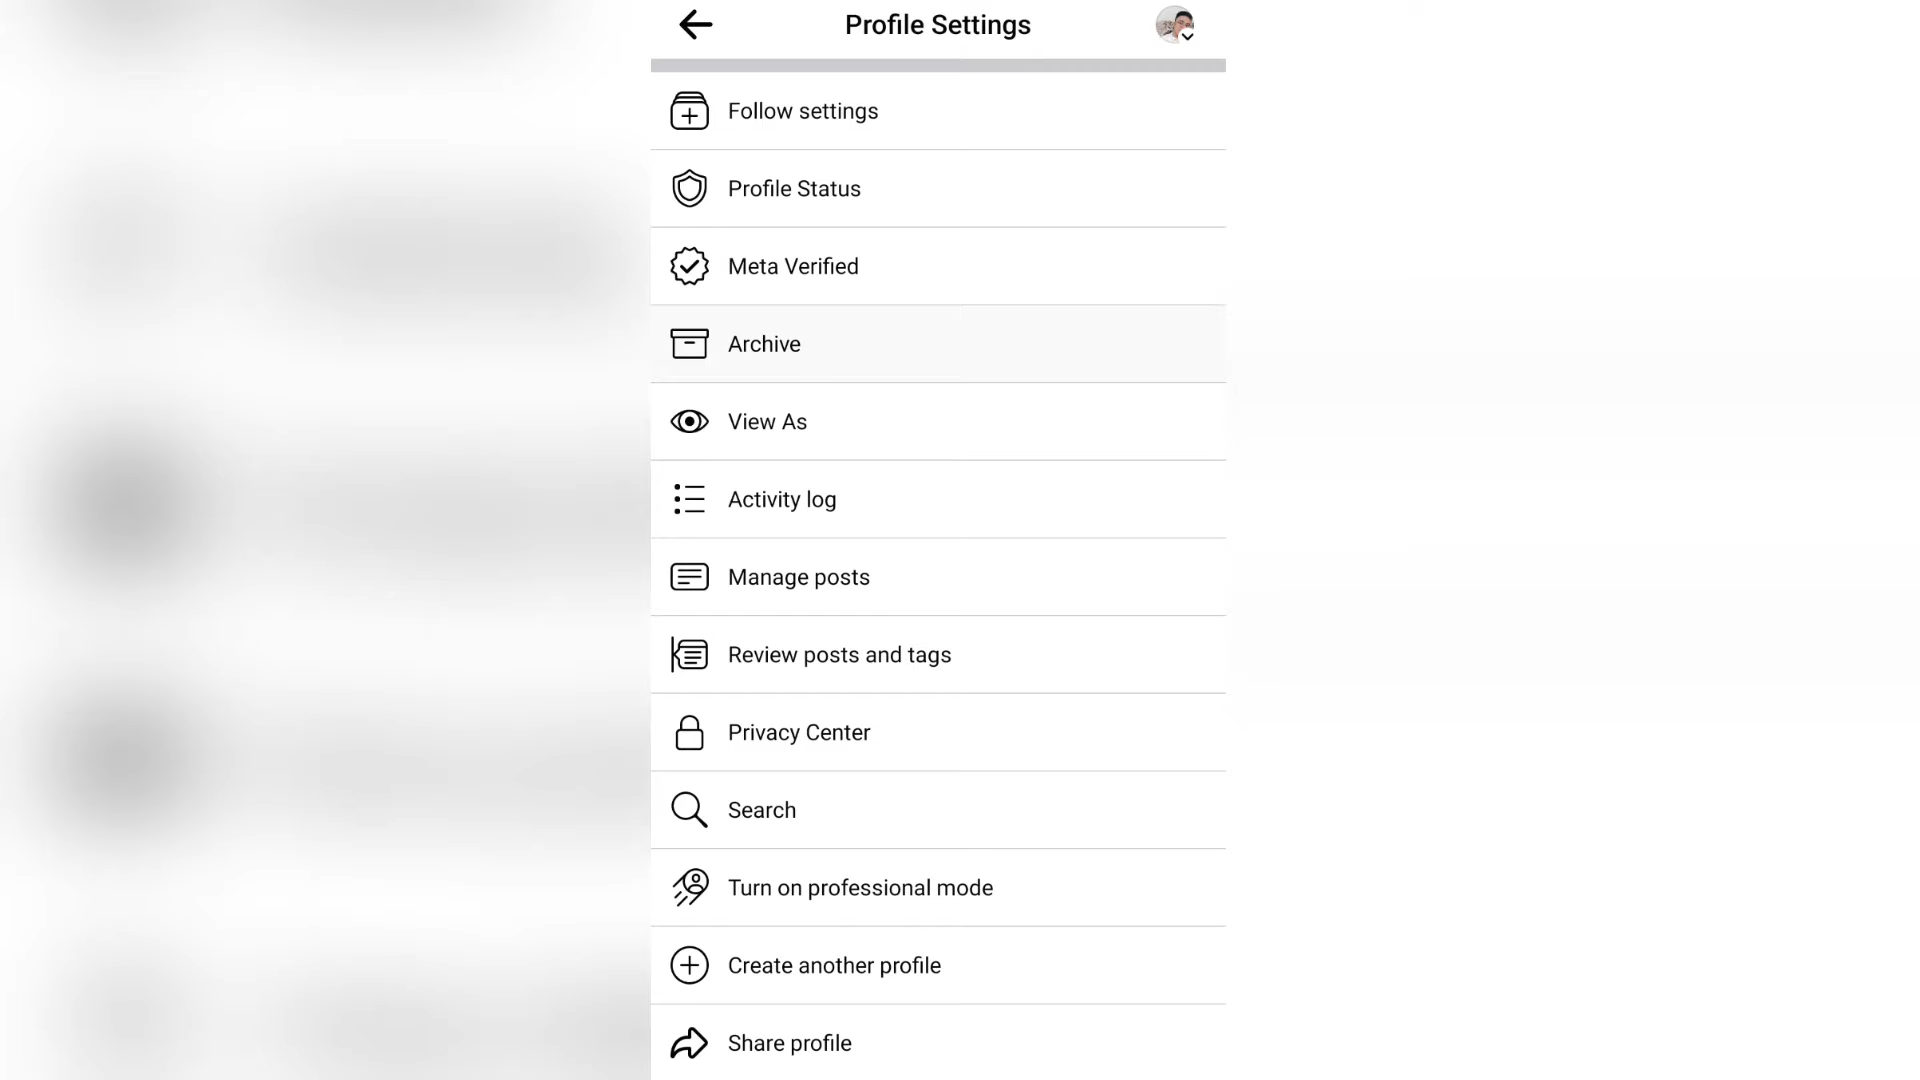 Profile Settings
Follow settings
Profile Status
Meta Verified
Archive
View As
Activity log
Manage posts
Review posts and tags
Privacy Center
Search
Turn on professional mode
Create another profile
Share profile